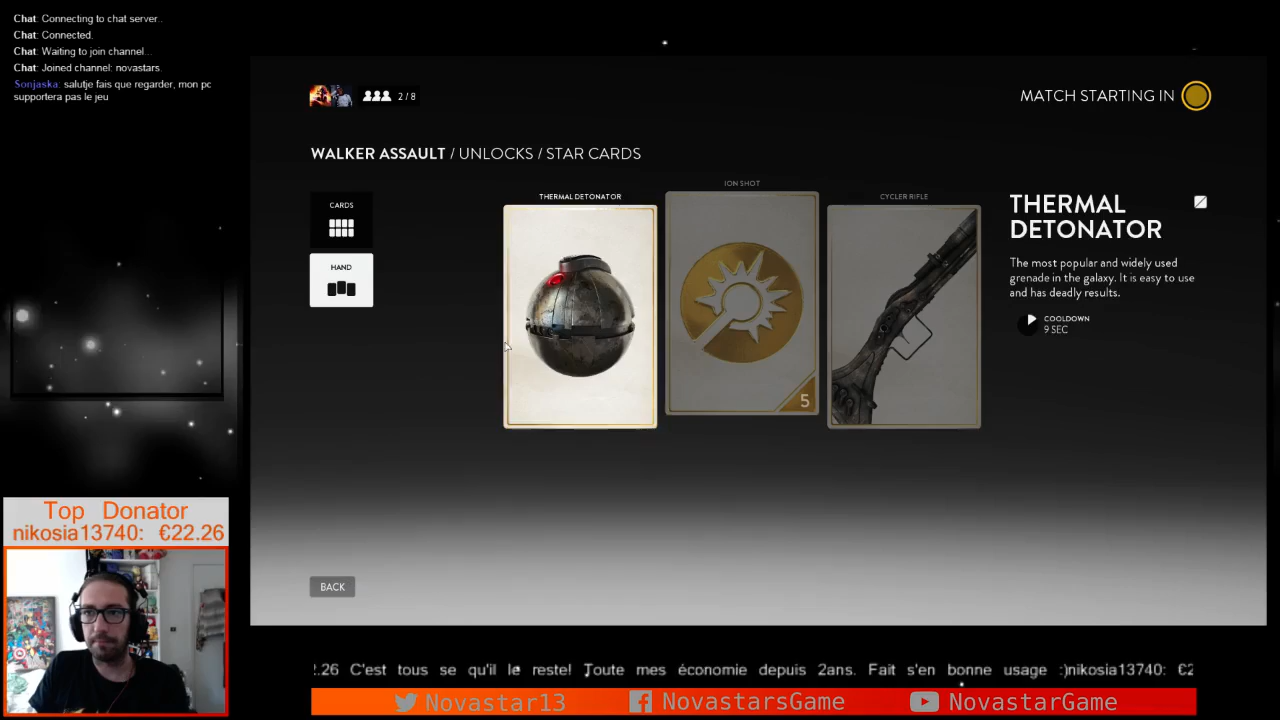 Chat: Connecting to chat server..
Chat: Connected.
Chat: Waiting to join channel...
Chat: Joined channel: novastars.
Sonjaska: salutje fais que regarder, mon pc
supportera pas le jeu
2 / 8
MATCH STARTING IN
WALKER ASSAULT / UNLOCKS / STAR CARDS
CARDS
HAND
THERMAL DETONATOR
ION SHOT
5
CYCLER RIFLE
THERMAL
DETONATOR
The most popular and widely used
grenade in the galaxy. It is easy to use
and has deadly results.
COOLDOWN
9 SEC
BACK
Top Donator
nikosia13740: €22.26
2.26 C'est tous se qu'il le reste! Toute mes économie depuis 2ans. Fait s'en bonne usage :)nikosia13740: €2
Novastar13
NovastarsGame
NovastarGame